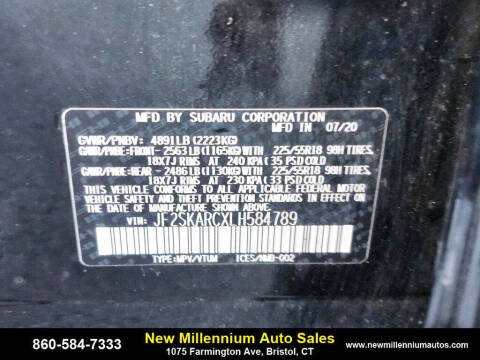 MFD BY SUBARU CORPORATION
IN JAPAN 07/20
GVWR/PNBV: 4891LB(2223KG)
GAWR/PNBE:FRONT-2563LB(1165KG)WITH 225/55R18 98H TIRES.
18X7J RIMS AT 240 KPA(35 PSI)COLD
GAWR/PNBE:REAR -2486LB(1130KG)WITH 225/55R18 98H TIRES.
18X7J RIMS AT 230 KPA(33 PSI)COLD
THIS VEHICLE CONFORMS TO ALL APPLICABLE
FEDERAL MOTOR VEHICLE SAFETY STANDARDS IN
EFFECT ON THE DATE OF MANUFACTURE SHOWN ABOVE.
VIN: JF2SKARCXLH584789
TYPE:MPV/VTUM ICES/NMB-002
860-584-7333
New Millennium Auto Sales
1075 Farmington Ave, Bristol, CT
www.newmillenniumautos.com